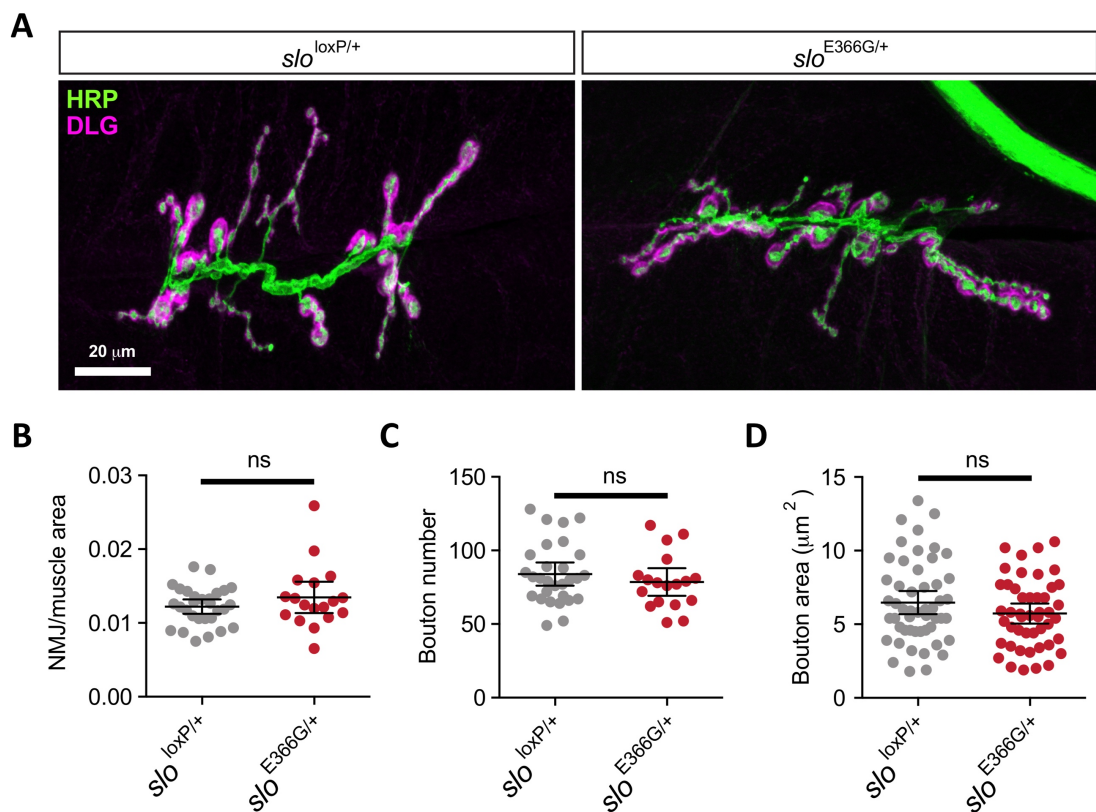 A
slo loxP/+
slo E366G/+
HRP
DLG
20 μm
B
ns
NMJ/muscle area
0.03
0.02
0.01
0.00
slo loxP/+
slo E366G/+
C
ns
Bouton number
150
100
50
0
slo loxP/+
slo E366G/+
D
ns
Bouton area (μm²)
15
10
5
0
slo loxP/+
slo E366G/+